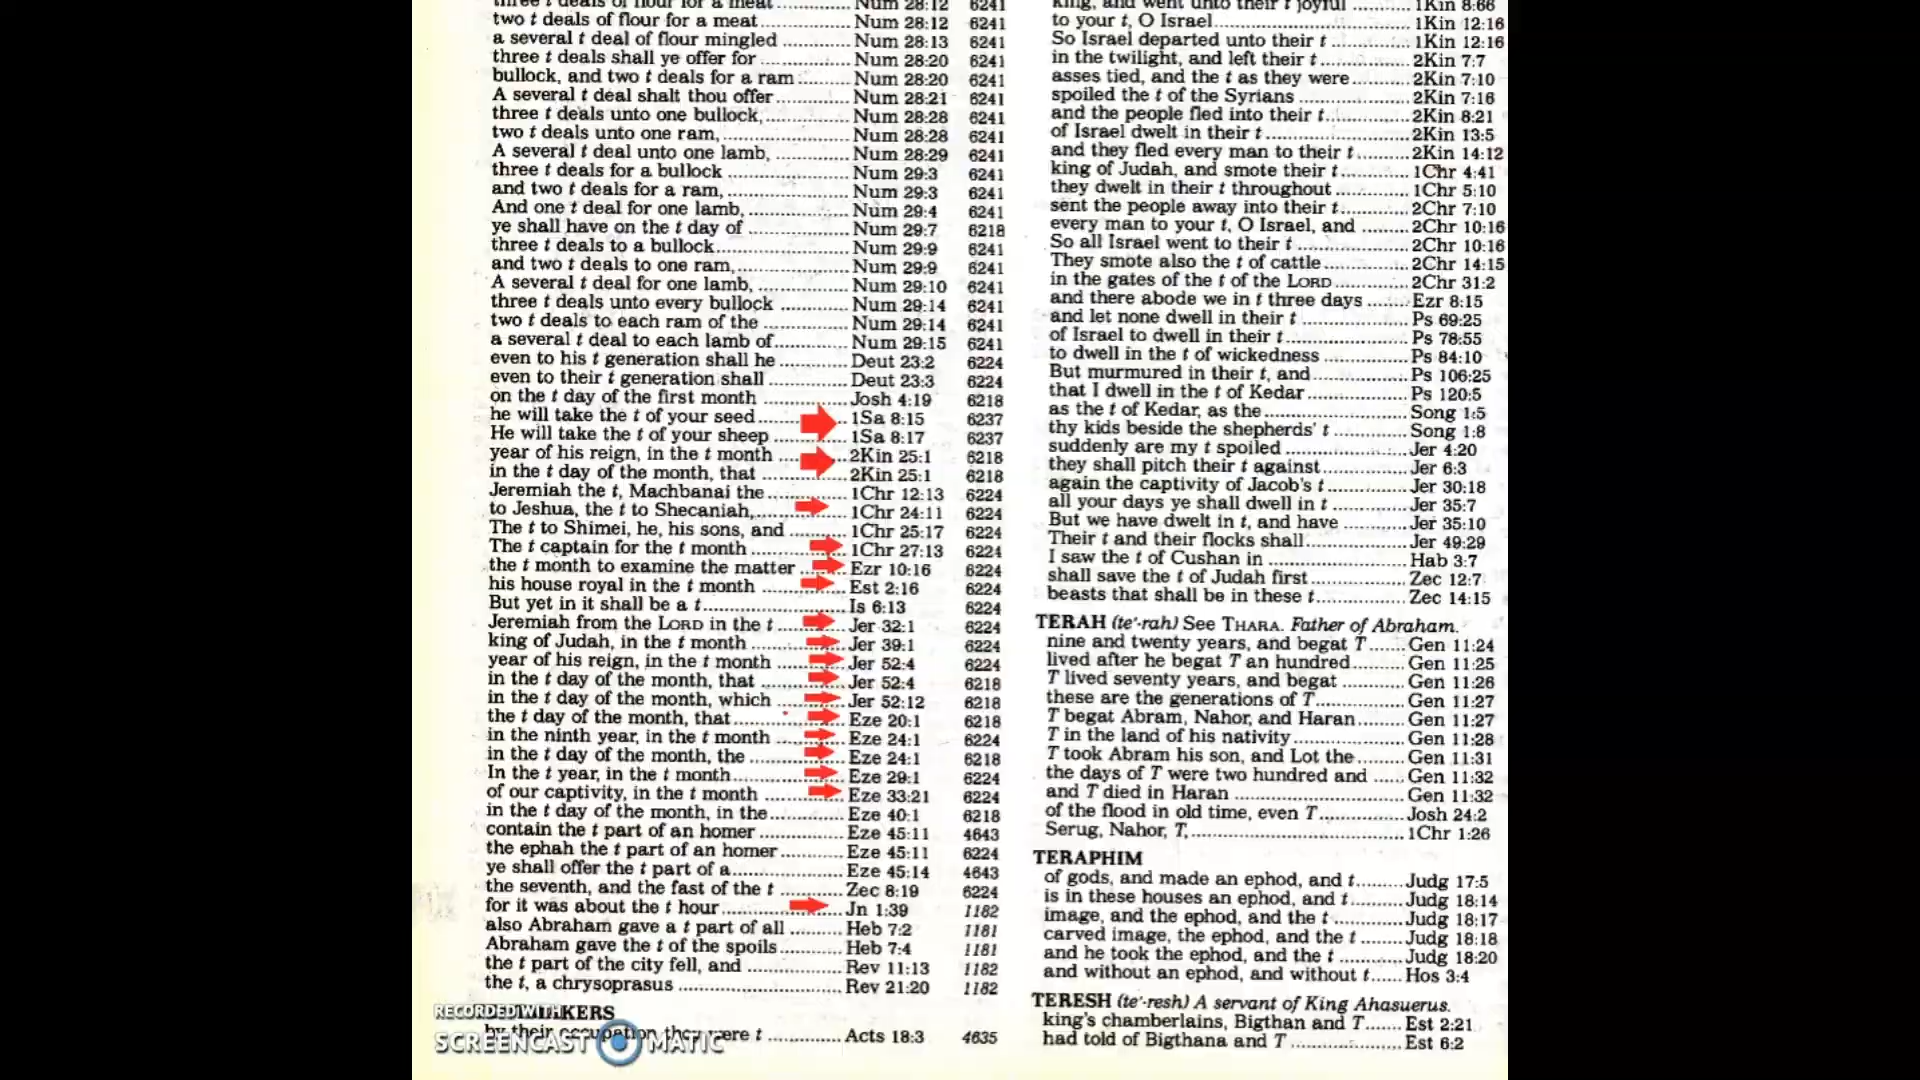 three t deals of flour for a meat .......... Num 28:12 6241
two t deals of flour for a meat .......... Num 28:12 6241
a several t deal of flour mingled .......... Num 28:13 6241
three t deals shall ye offer for .......... Num 28:20 6241
bullock, and two t deals for a ram .......... Num 28:20 6241
A several t deal shalt thou offer .......... Num 28:21 6241
three t deals unto one bullock, .......... Num 28:28 6241
two t deals unto one ram, .......... Num 28:28 6241
A several t deal unto one lamb, .......... Num 28:29 6241
three t deals for a bullock .......... Num 29:3 6241
and two t deals for a ram, .......... Num 29:3 6241
And one t deal for one lamb, .......... Num 29:4 6241
ye shall have on the t day of .......... Num 29:7 6218
three t deals to a bullock .......... Num 29:9 6241
and two t deals to one ram, .......... Num 29:9 6241
A several t deal for one lamb, .......... Num 29:10 6241
three t deals unto every bullock .......... Num 29:14 6241
two t deals to each ram of the .......... Num 29:14 6241
a several t deal to each lamb of .......... Num 29:15 6241
even to his t generation shall he .......... Deut 23:2 6224
even to their t generation shall .......... Deut 23:3 6224
on the t day of the first month .......... Josh 4:19 6218
he will take the t of your seed .......... 1Sa 8:15 6237
He will take the t of your sheep .......... 1Sa 8:17 6237
year of his reign, in the t month .......... 2Kin 25:1 6218
in the t day of the month, that .......... 2Kin 25:1 6218
Jeremiah the t, Machbanai the .......... 1Chr 12:13 6224
to Jeshua, the t to Shecaniah, .......... 1Chr 24:11 6224
The t to Shimei, he, his sons, and .......... 1Chr 25:17 6224
The t captain for the t month .......... 1Chr 27:13 6224
the t month to examine the matter .......... Ezr 10:16 6224
his house royal in the t month .......... Est 2:16 6224
But yet in it shall be a t .......... Is 6:13 6224
Jeremiah from the LORD in the t .......... Jer 32:1 6224
king of Judah, in the t month .......... Jer 39:1 6224
year of his reign, in the t month .......... Jer 52:4 6224
in the t day of the month, that .......... Jer 52:4 6218
in the t day of the month, which .......... Jer 52:12 6218
the t day of the month, that .......... Eze 20:1 6218
in the ninth year, in the t month .......... Eze 24:1 6224
in the t day of the month, the .......... Eze 24:1 6218
In the t year, in the t month .......... Eze 29:1 6224
of our captivity, in the t month .......... Eze 33:21 6224
in the t day of the month, in the .......... Eze 40:1 6218
contain the t part of an homer .......... Eze 45:11 4643
the ephah the t part of an homer .......... Eze 45:11 6224
ye shall offer the t part of a .......... Eze 45:14 4643
the seventh, and the fast of the t .......... Zec 8:19 6224
for it was about the t hour .......... Jn 1:39 1182
also Abraham gave a t part of all .......... Heb 7:2 1181
Abraham gave the t of the spoils .......... Heb 7:4 1181
the t part of the city fell, and .......... Rev 11:13 1182
the t, a chrysoprasus .......... Rev 21:20 1182
by their occupation they were t .......... Acts 18:3 4635
king, and went unto their t joyful .......... 1Kin 8:66
to your t, O Israel .......... 1Kin 12:16
So Israel departed unto their t .......... 1Kin 12:16
in the twilight, and left their t .......... 2Kin 7:7
asses tied, and the t as they were .......... 2Kin 7:10
spoiled the t of the Syrians .......... 2Kin 7:16
and the people fled into their t .......... 2Kin 8:21
of Israel dwelt in their t .......... 2Kin 13:5
and they fled every man to their t .......... 2Kin 14:12
king of Judah, and smote their t .......... 1Chr 4:41
they dwelt in their t throughout .......... 1Chr 5:10
sent the people away into their t .......... 2Chr 7:10
every man to your t, O Israel, and .......... 2Chr 10:16
So all Israel went to their t .......... 2Chr 10:16
They smote also the t of cattle .......... 2Chr 14:15
in the gates of the t of the LORD .......... 2Chr 31:2
and there abode we in t three days .......... Ezr 8:15
and let none dwell in their t .......... Ps 69:25
of Israel to dwell in their t .......... Ps 78:55
to dwell in the t of wickedness .......... Ps 84:10
But murmured in their t, and .......... Ps 106:25
that I dwell in the t of Kedar .......... Ps 120:5
as the t of Kedar, as the .......... Song 1:5
thy kids beside the shepherds' t .......... Song 1:8
suddenly are my t spoiled .......... Jer 4:20
they shall pitch their t against .......... Jer 6:3
again the captivity of Jacob's t .......... Jer 30:18
all your days ye shall dwell in t .......... Jer 35:7
But we have dwelt in t, and have .......... Jer 35:10
Their t and their flocks shall .......... Jer 49:29
I saw the t of Cushan in .......... Hab 3:7
shall save the t of Judah first .......... Zec 12:7
beasts that shall be in these t .......... Zec 14:15
TERAH (te'-rah) See THARA. Father of Abraham.
nine and twenty years, and begat T .......... Gen 11:24
lived after he begat T an hundred .......... Gen 11:25
T lived seventy years, and begat .......... Gen 11:26
these are the generations of T .......... Gen 11:27
T begat Abram, Nahor, and Haran .......... Gen 11:27
T in the land of his nativity .......... Gen 11:28
T took Abram his son, and Lot the .......... Gen 11:31
the days of T were two hundred and .......... Gen 11:32
and T died in Haran .......... Gen 11:32
of the flood in old time, even T .......... Josh 24:2
Serug, Nahor, T, .......... 1Chr 1:26
TERAPHIM
of gods, and made an ephod, and t .......... Judg 17:5
is in these houses an ephod, and t .......... Judg 18:14
image, and the ephod, and the t .......... Judg 18:17
carved image, the ephod, and the t .......... Judg 18:18
and he took the ephod, and the t .......... Judg 18:20
and without an ephod, and without t .......... Hos 3:4
TERESH (te'-resh) A servant of King Ahasuerus.
king's chamberlains, Bigthan and T .......... Est 2:21
had told of Bigthana and T .......... Est 6:2
RECORDED WITH
SCREENCAST MATIC